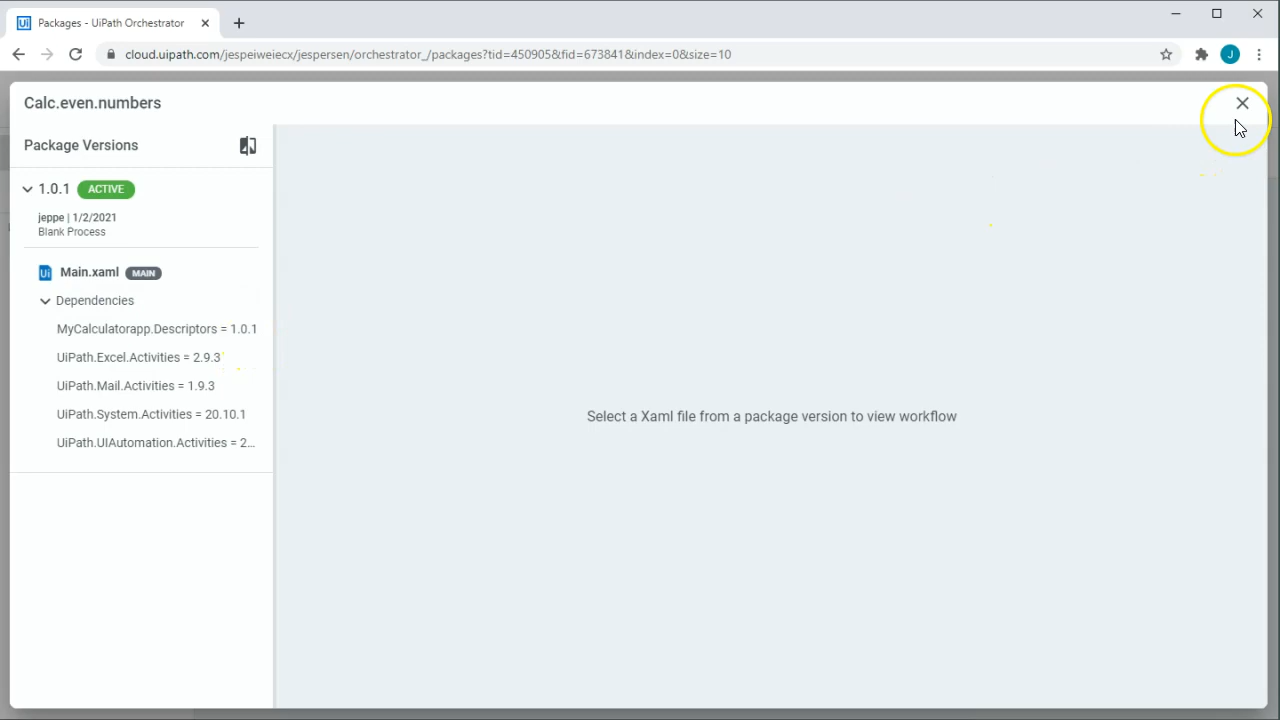 Packages - UiPath Orchestrator
cloud.uipath.com/jespeiweiecx/jespersen/orchestrator_/packages?tid=450905&fid=673841&index=0&size=10
J
Calc.even.numbers
Package Versions
1.0.1 ACTIVE
jeppe | 1/2/2021
Blank Process
Ui Main.xaml MAIN
Dependencies
MyCalculatorapp.Descriptors = 1.0.1
UiPath.Excel.Activities = 2.9.3
UiPath.Mail.Activities = 1.9.3
UiPath.System.Activities = 20.10.1
UiPath.UIAutomation.Activities = 2...
Select a Xaml file from a package version to view workflow